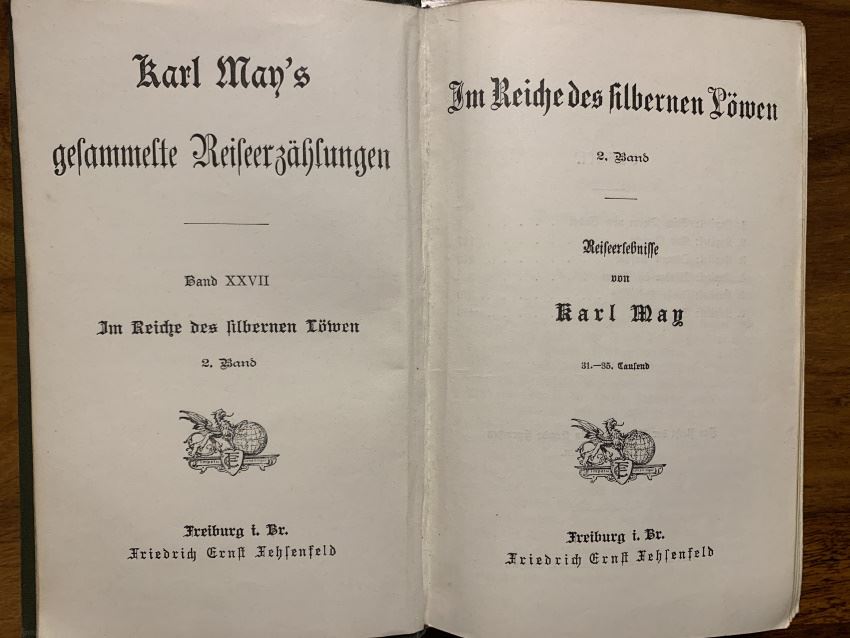 Karl May's
gesammelte Reiseerzählungen
Band XXVII
Im Reiche des silbernen Löwen
2. Band
Freiburg i. Br.
Friedrich Ernst Fehsenfeld
Im Reiche des silbernen Löwen
2. Band
Reiseerlebnisse
von
Karl May
31.–35. Tausend
Freiburg i. Br.
Friedrich Ernst Fehsenfeld